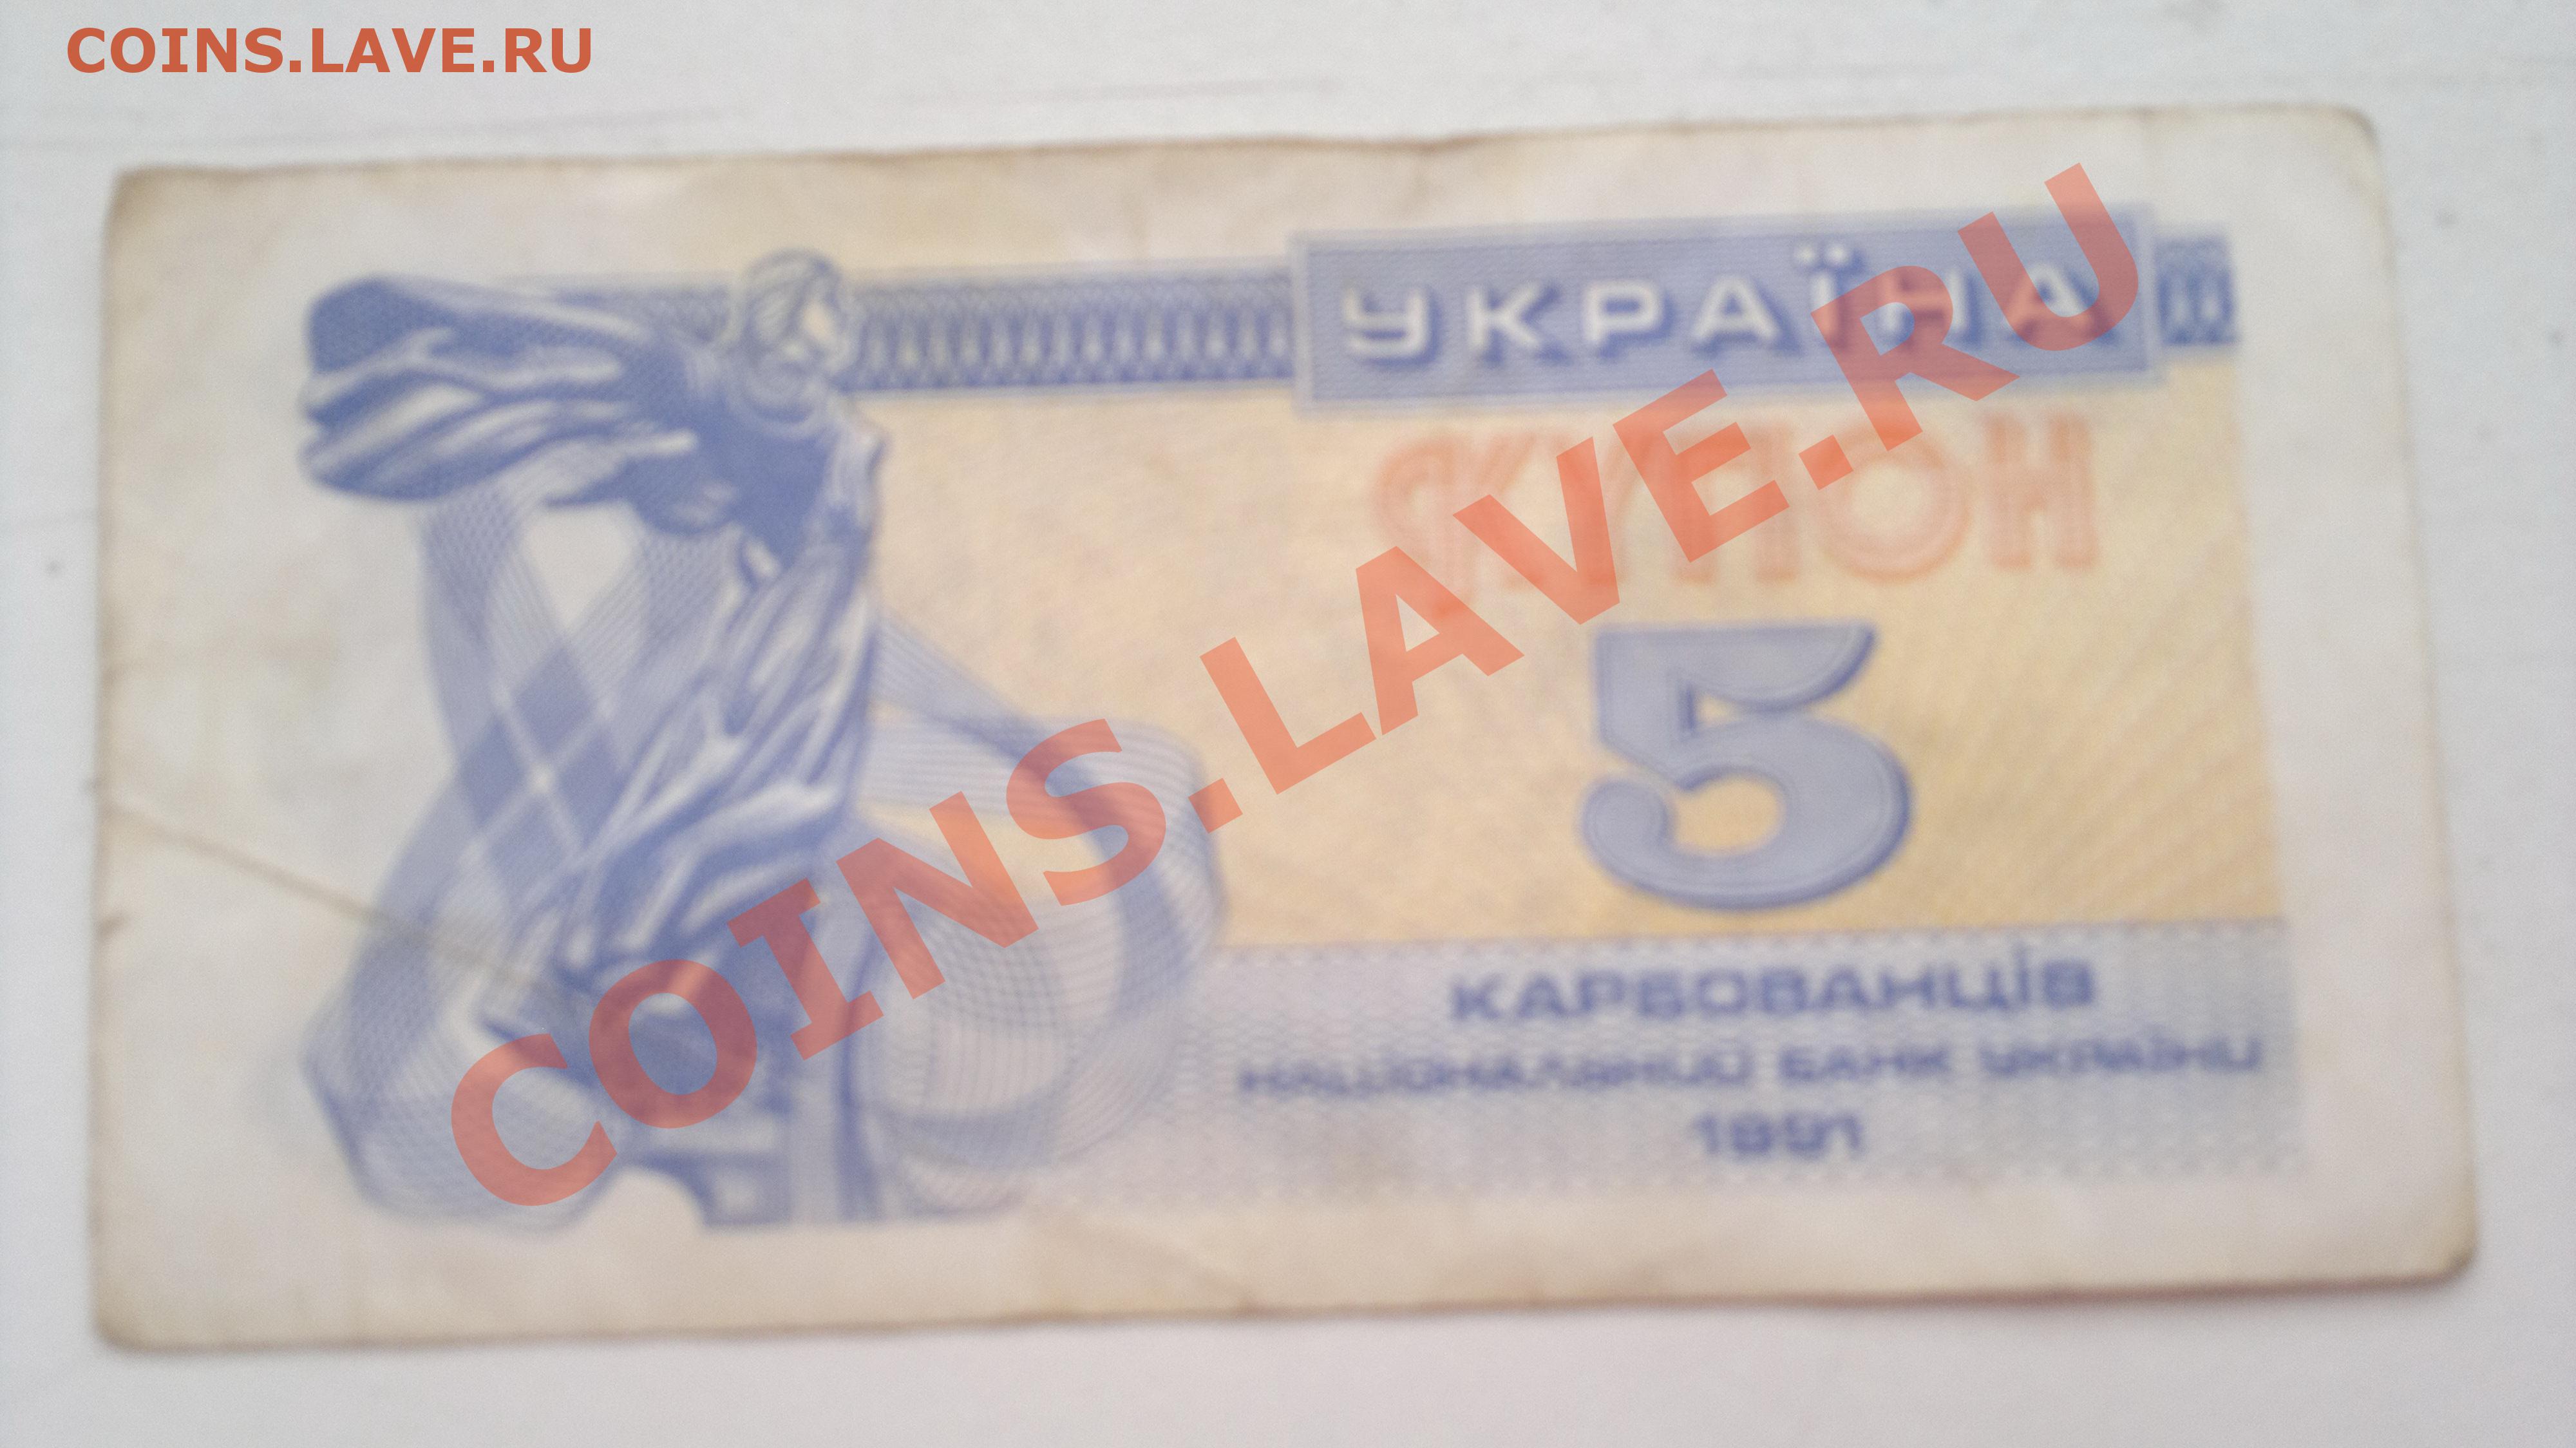 COINS.LAVE.RU
УКРАЇНА
КУПОН
5
КАРБОВАНЦІВ
НАЦІОНАЛЬНИЙ БАНК УКРАЇНИ
1991
COINS.LAVE.RU